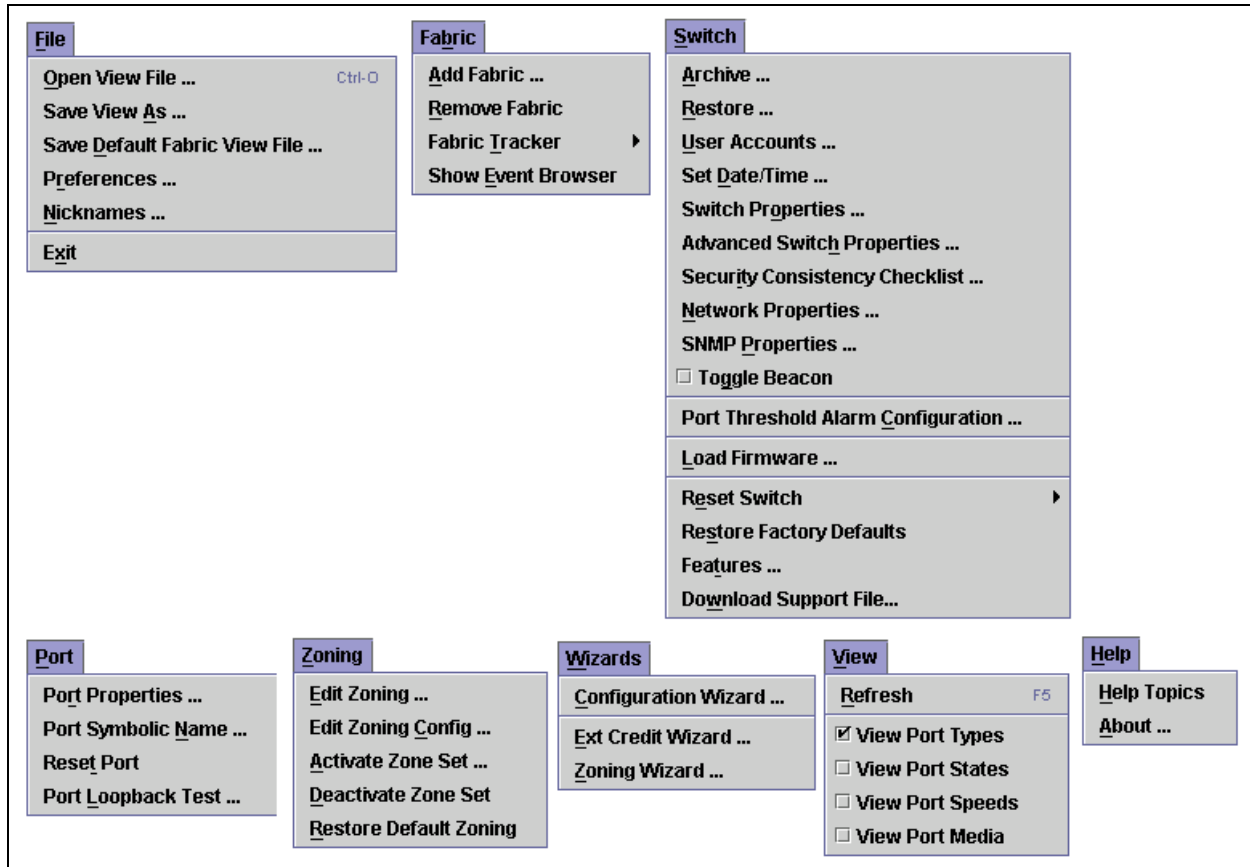 File
Open View File ... Ctrl-O
Save View As ...
Save Default Fabric View File ...
Preferences ...
Nicknames ...
Exit
Fabric
Add Fabric ...
Remove Fabric
Fabric Tracker
Show Event Browser
Switch
Archive ...
Restore ...
User Accounts ...
Set Date/Time ...
Switch Properties ...
Advanced Switch Properties ...
Security Consistency Checklist ...
Network Properties ...
SNMP Properties ...
Toggle Beacon
Port Threshold Alarm Configuration ...
Load Firmware ...
Reset Switch
Restore Factory Defaults
Features ...
Download Support File...
Port
Port Properties ...
Port Symbolic Name ...
Reset Port
Port Loopback Test ...
Zoning
Edit Zoning ...
Edit Zoning Config ...
Activate Zone Set ...
Deactivate Zone Set
Restore Default Zoning
Wizards
Configuration Wizard ...
Ext Credit Wizard ...
Zoning Wizard ...
View
Refresh F5
View Port Types
View Port States
View Port Speeds
View Port Media
Help
Help Topics
About ...